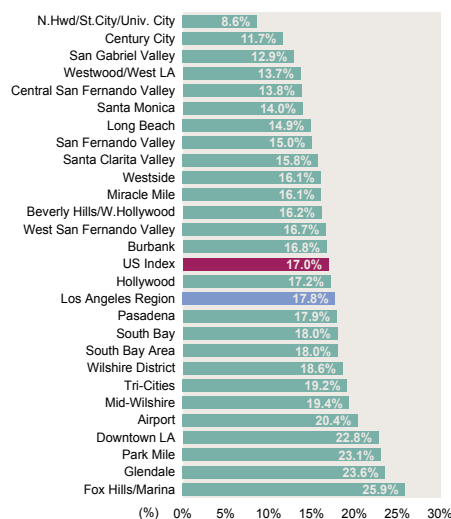 N.Hwd/St.City/Univ. City 8.6%
Century City 11.7%
San Gabriel Valley 12.9%
Westwood/West LA 13.7%
Central San Fernando Valley 13.8%
Santa Monica 14.0%
Long Beach 14.9%
San Fernando Valley 15.0%
Santa Clarita Valley 15.8%
Westside 16.1%
Miracle Mile 16.1%
Beverly Hills/W.Hollywood 16.2%
West San Fernando Valley 16.7%
Burbank 16.8%
US Index 17.0%
Hollywood 17.2%
Los Angeles Region 17.8%
Pasadena 17.9%
South Bay 18.0%
South Bay Area 18.0%
Wilshire District 18.6%
Tri-Cities 19.2%
Mid-Wilshire 19.4%
Airport 20.4%
Downtown LA 22.8%
Park Mile 23.1%
Glendale 23.6%
Fox Hills/Marina 25.9%
(%) 0% 5% 10% 15% 20% 25% 30%